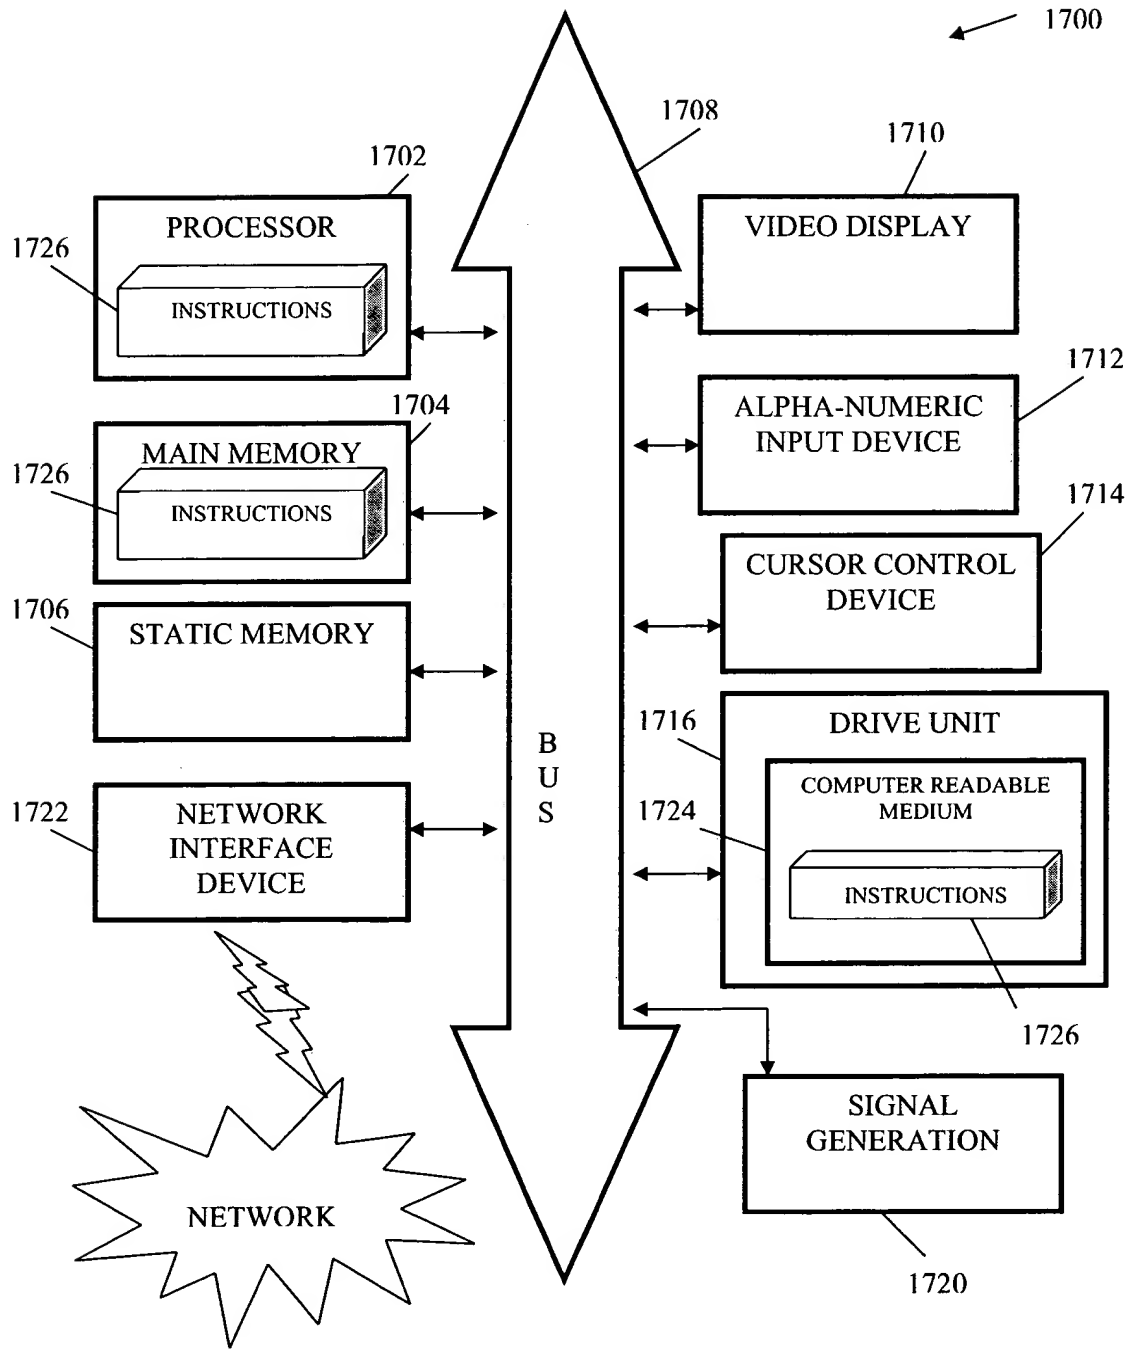 1700
1708
1710
1702
PROCESSOR
VIDEO DISPLAY
1726
INSTRUCTIONS
1712
1704
ALPHA-NUMERIC
INPUT DEVICE
MAIN MEMORY
1726
INSTRUCTIONS
1714
CURSOR CONTROL
DEVICE
1706
STATIC MEMORY
1716
DRIVE UNIT
B
U
S
COMPUTER READABLE
MEDIUM
1724
1722
NETWORK
INTERFACE
DEVICE
INSTRUCTIONS
1726
SIGNAL
GENERATION
NETWORK
1720